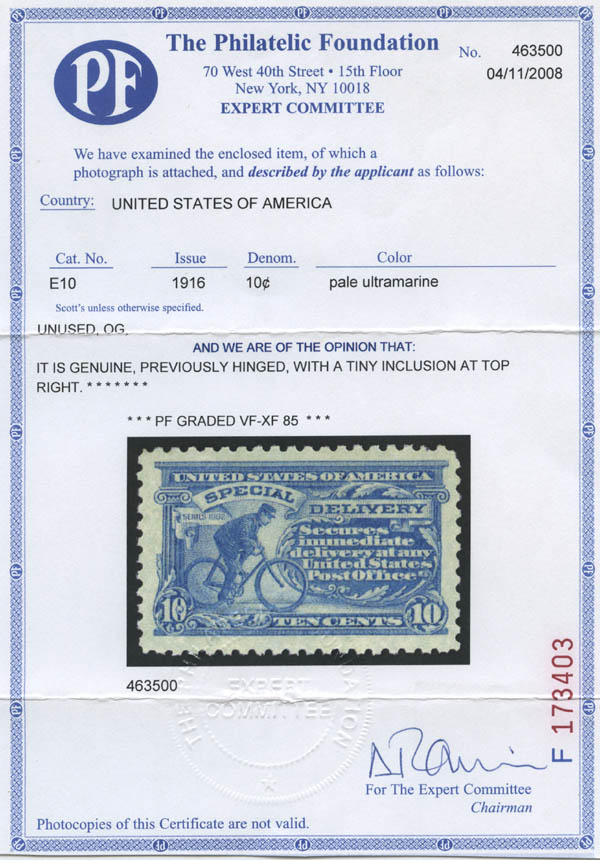 PF
The Philatelic Foundation
70 West 40th Street • 15th Floor
New York, NY 10018
EXPERT COMMITTEE
No. 463500
04/11/2008
We have examined the enclosed item, of which a
photograph is attached, and described by the applicant as follows:
Country: UNITED STATES OF AMERICA
Cat. No. Issue Denom. Color
E10 1916 10¢ pale ultramarine
Scott's unless otherwise specified.
UNUSED, OG,
AND WE ARE OF THE OPINION THAT:
IT IS GENUINE, PREVIOUSLY HINGED, WITH A TINY INCLUSION AT TOP
RIGHT. * * * * * * *
* * * PF GRADED VF-XF 85 * * *
UNITED STATES OF AMERICA
SPECIAL DELIVERY
SERIES 1902
Secures
immediate
delivery at any
United States
Post Office
10 TEN CENTS 10
463500
EXPERT
COMMITTEE
F 173403
For The Expert Committee
Chairman
Photocopies of this Certificate are not valid.